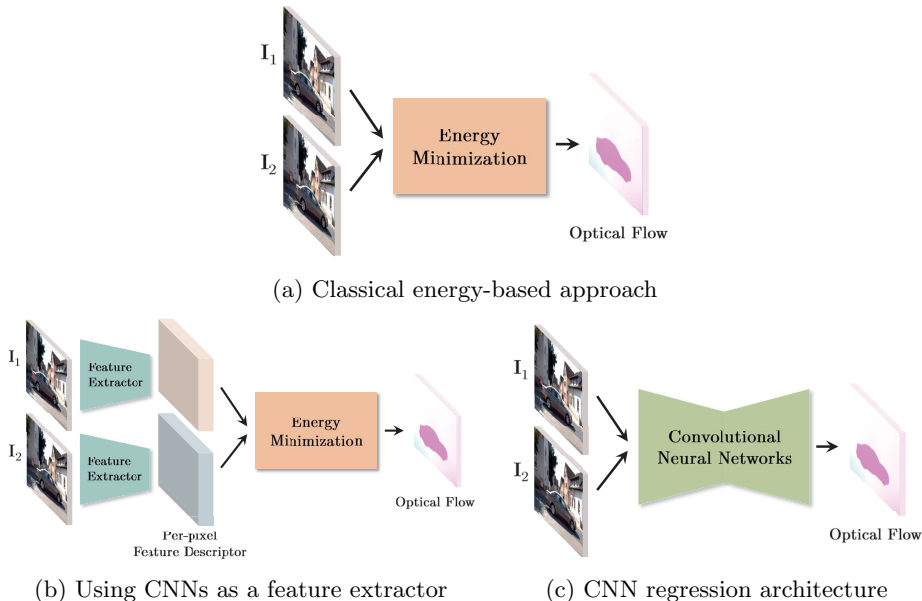 I1
Energy
Minimization
I2
Optical Flow
(a) Classical energy-based approach
I1
Feature
Extractor
I2
Feature
Extractor
Per-pixel
Feature Descriptor
Energy
Minimization
Optical Flow
(b) Using CNNs as a feature extractor
I1
I2
Convolutional
Neural Networks
Optical Flow
(c) CNN regression architecture